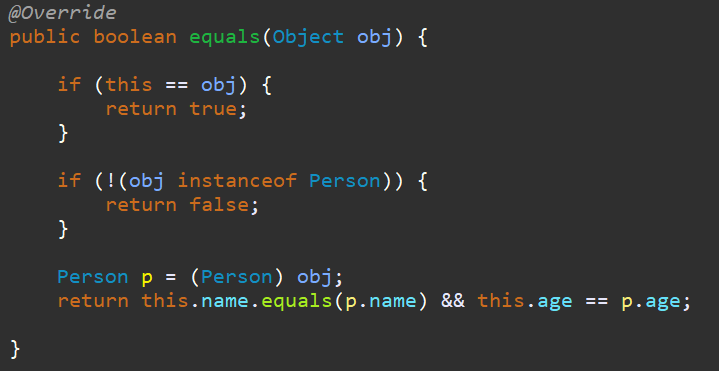 @Override
public boolean equals(Object obj) {
if (this == obj) {
return true;
}
if (!(obj instanceof Person)) {
return false;
}
Person p = (Person) obj;
return this.name.equals(p.name) && this.age == p.age;
}